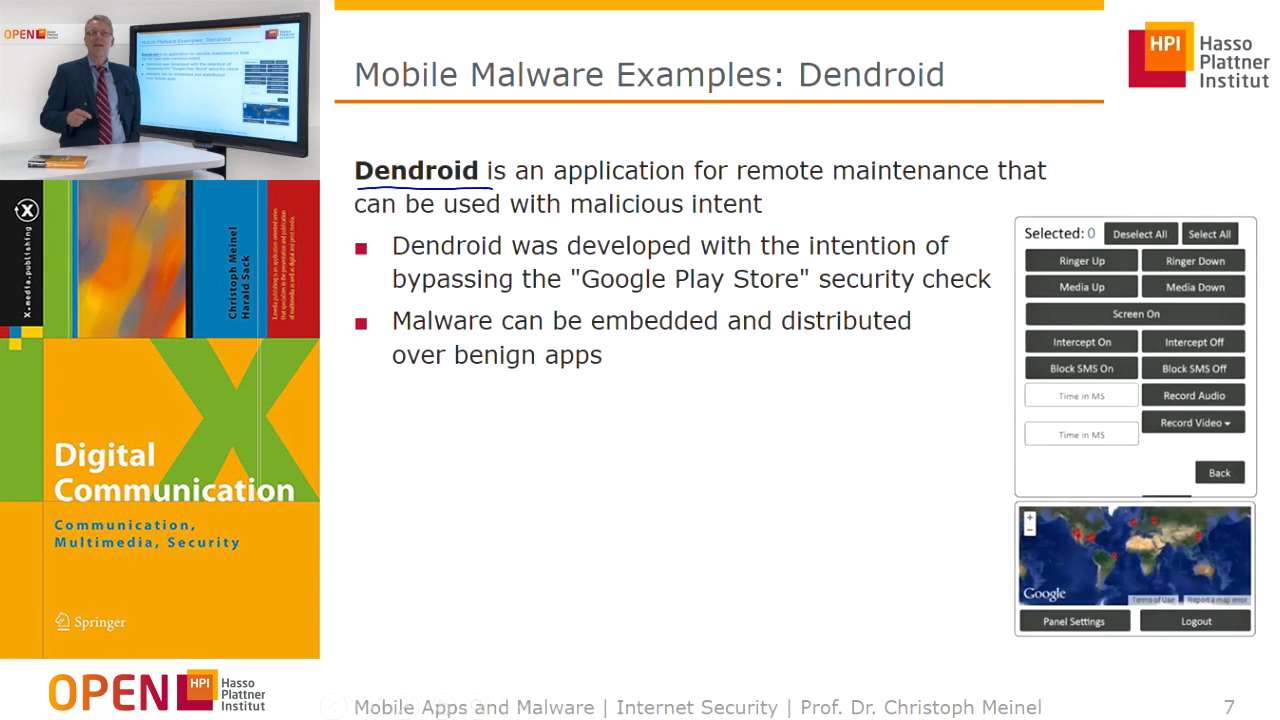 OPEN HPI
Mobile Malware Examples: Dendroid
HPI Hasso
Plattner
Institut
Mobile Malware Examples: Dendroid
Dendroid is an application for remote maintenance that
can be used with malicious intent
■ Dendroid was developed with the intention of
bypassing the "Google Play Store" security check
■ Malware can be embedded and distributed
over benign apps
Selected: 0
Deselect All
Select All
Ringer Up
Ringer Down
Media Up
Media Down
Screen On
Intercept On
Intercept Off
Block SMS On
Block SMS Off
Time in MS
Record Audio
Record Video
Time in MS
Back
+
−
Google
Terms of Use
Report a map error
Panel Settings
Logout
X.media.publishing
X
Christoph Meinel
Harald Sack
Digital
Communication
Communication,
Multimedia, Security
Springer
OPEN HPI
Hasso
Plattner
Institut
Mobile Apps and Malware | Internet Security | Prof. Dr. Christoph Meinel
7